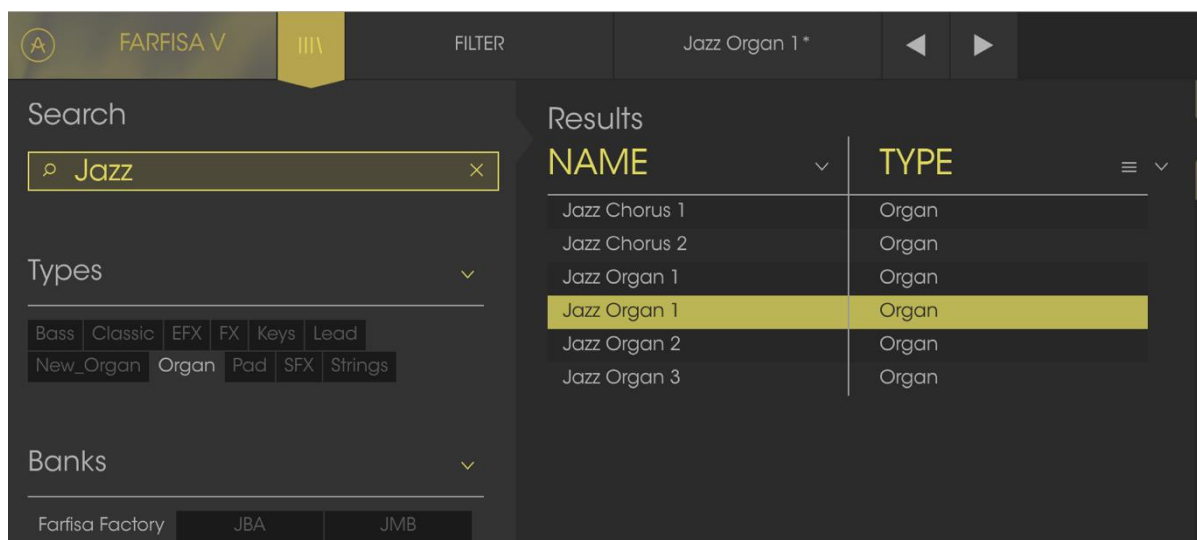 FARFISA V FILTER Jazz Organ 1*
Search
Jazz
Types
Bass Classic EFX FX Keys Lead
New_Organ Organ Pad SFX Strings
Banks
Farfisa Factory JBA JMB
Results
NAME TYPE
Jazz Chorus 1 Organ
Jazz Chorus 2 Organ
Jazz Organ 1 Organ
Jazz Organ 1 Organ
Jazz Organ 2 Organ
Jazz Organ 3 Organ